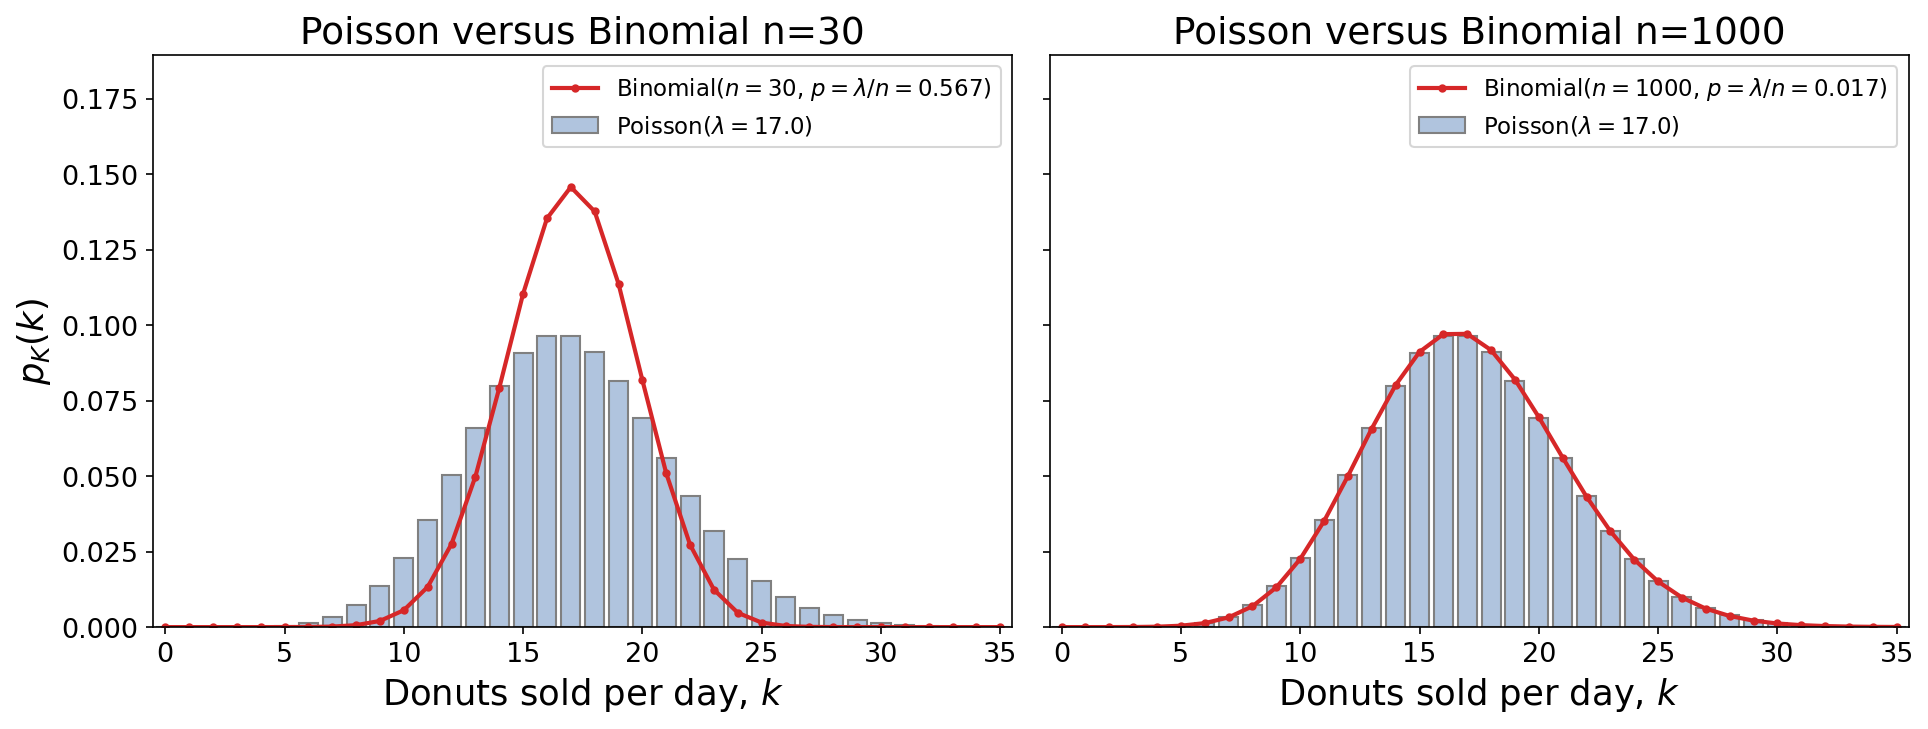 Poisson versus Binomial n=30
Binomial(n = 30, p = λ/n = 0.567)
Poisson(λ = 17.0)
0.175
0.150
0.125
0.100
0.075
0.050
0.025
0.000
p_K(k)
0 5 10 15 20 25 30 35
Donuts sold per day, k
Poisson versus Binomial n=1000
Binomial(n = 1000, p = λ/n = 0.017)
Poisson(λ = 17.0)
0 5 10 15 20 25 30 35
Donuts sold per day, k